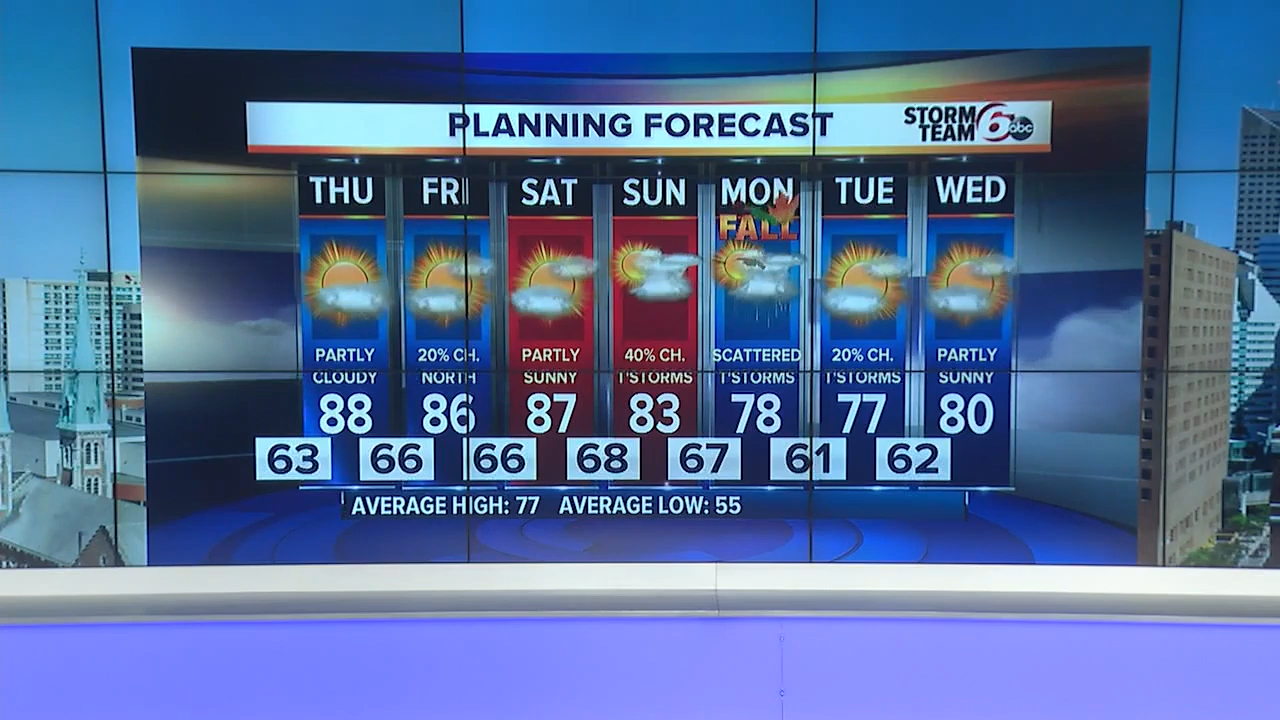 PLANNING FORECAST
STORM TEAM 6 abc
THU FRI SAT SUN MON TUE WED
FALL
PARTLY 20% CH. PARTLY 40% CH. SCATTERED 20% CH. PARTLY
CLOUDY NORTH SUNNY T'STORMS T'STORMS T'STORMS SUNNY
88 86 87 83 78 77 80
63 66 66 68 67 61 62
AVERAGE HIGH: 77 AVERAGE LOW: 55